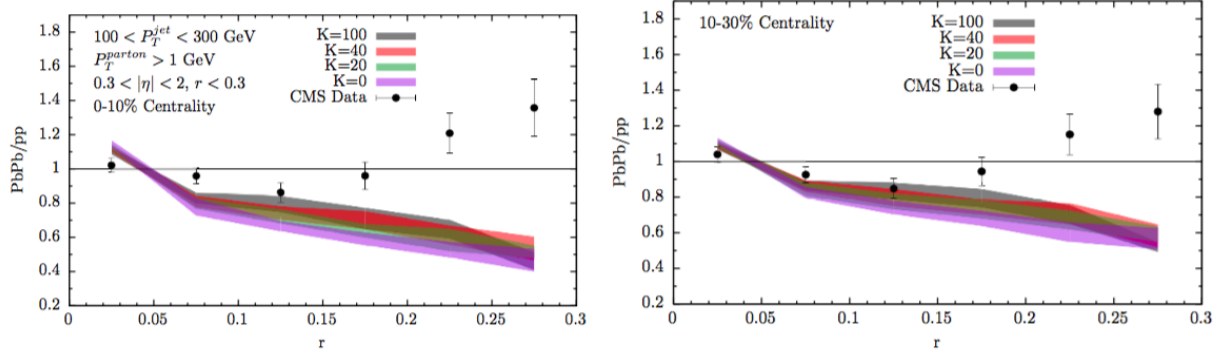 1.8
1.6
1.4
1.2
1
0.8
0.6
0.4
0.2
PbPb/pp
100 < P_T^{jet} < 300 GeV
P_T^{parton} > 1 GeV
0.3 < |η| < 2, r < 0.3
0-10% Centrality
K=100
K=40
K=20
K=0
CMS Data
0 0.05 0.1 0.15 0.2 0.25 0.3
r
1.8
1.6
1.4
1.2
1
0.8
0.6
0.4
0.2
PbPb/pp
10-30% Centrality
K=100
K=40
K=20
K=0
CMS Data
0 0.05 0.1 0.15 0.2 0.25 0.3
r